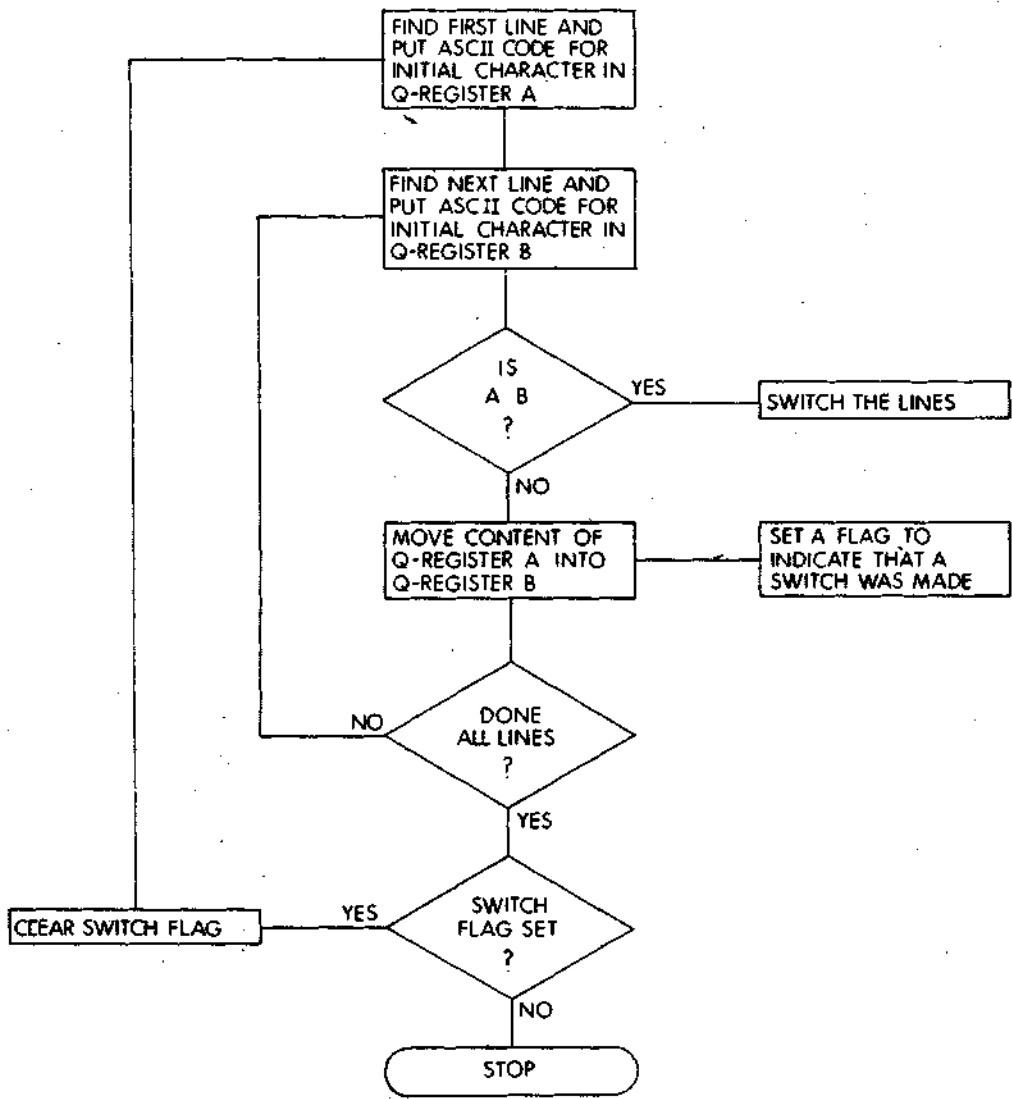 FIND FIRST LINE AND
PUT ASCII CODE FOR
INITIAL CHARACTER IN
Q-REGISTER A
FIND NEXT LINE AND
PUT ASCII CODE FOR
INITIAL CHARACTER IN
Q-REGISTER B
IS
A B
?
YES
SWITCH THE LINES
NO
MOVE CONTENT OF
Q-REGISTER A INTO
Q-REGISTER B
SET A FLAG TO
INDICATE THAT A
SWITCH WAS MADE
NO
DONE
ALL LINES
?
YES
CLEAR SWITCH FLAG
YES
SWITCH
FLAG SET
?
NO
STOP